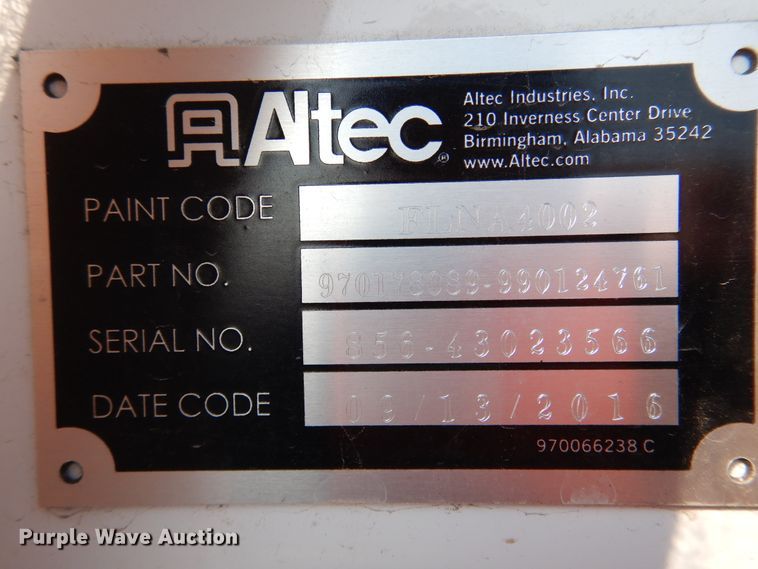 Altec
Altec Industries, Inc.
210 Inverness Center Drive
Birmingham, Alabama 35242
www.Altec.com
PAINT CODE FLNA4002
PART NO. 970178089-990124761
SERIAL NO. 856-43023566
DATE CODE 09/13/2016
970066238 C
Purple Wave Auction